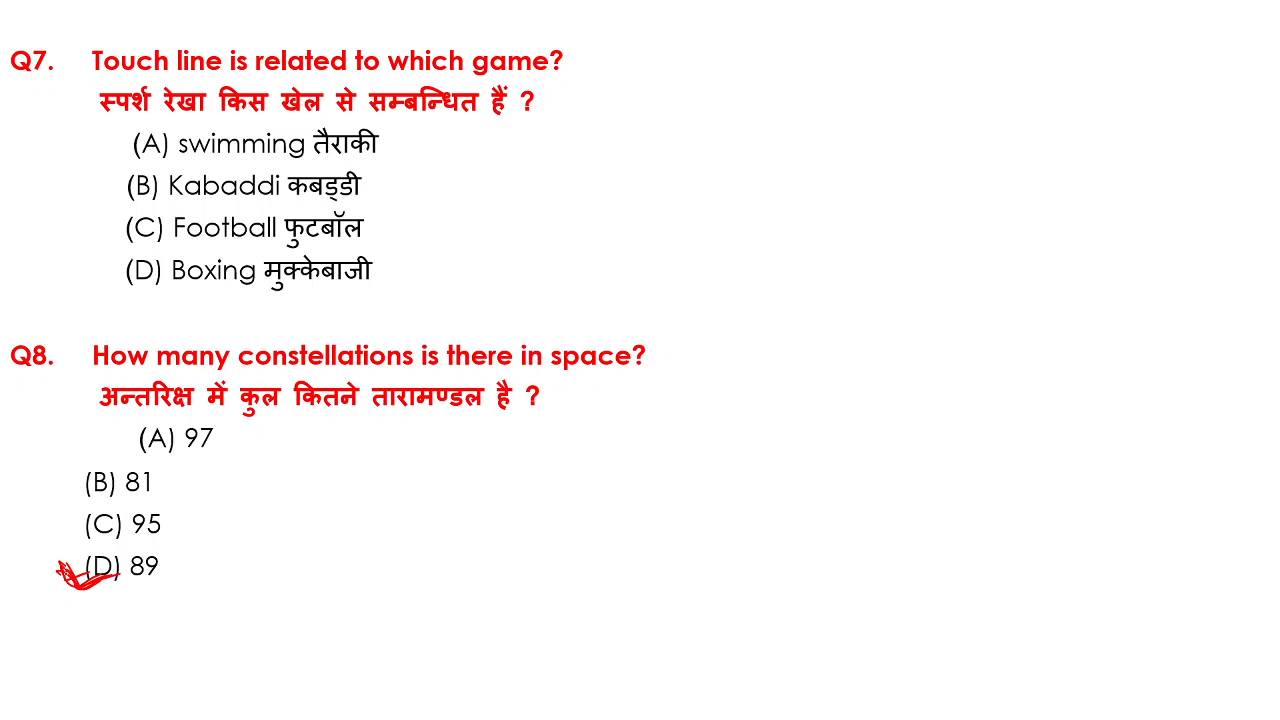 Q7. Touch line is related to which game?
स्पर्श रेखा किस खेल से सम्बन्धित हैं ?
(A) swimming तैराकी
(B) Kabaddi कबड्डी
(C) Football फुटबॉल
(D) Boxing मुक्केबाजी
Q8. How many constellations is there in space?
अन्तरिक्ष में कुल कितने तारामण्डल है ?
(A) 97
(B) 81
(C) 95
(D) 89